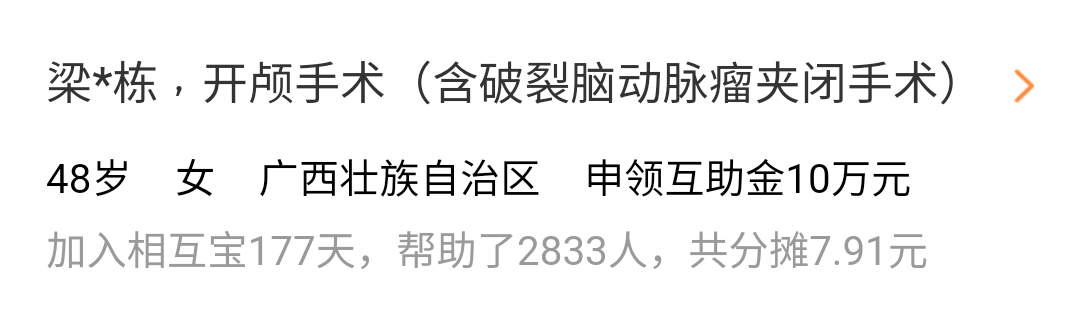 梁*栋，开颅手术（含破裂脑动脉瘤夹闭手术）
48岁 女 广西壮族自治区 申领互助金10万元
加入相互宝177天，帮助了2833人，共分摊7.91元